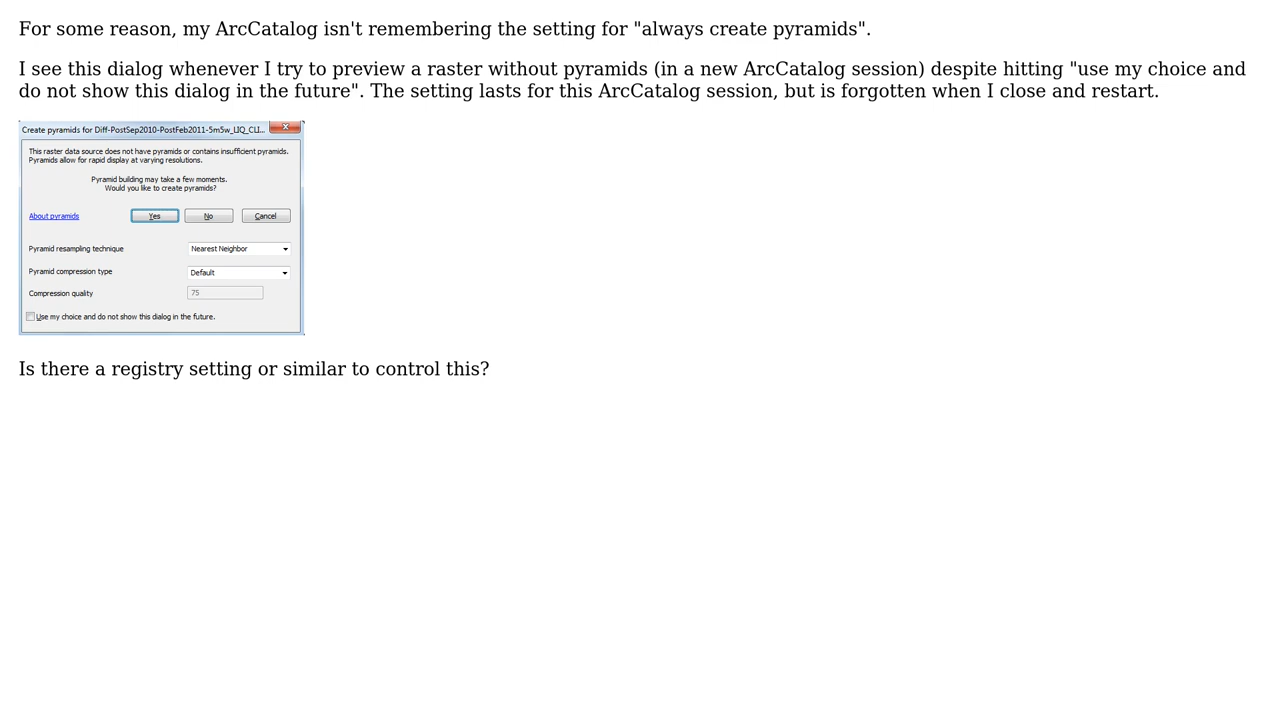 For some reason, my ArcCatalog isn't remembering the setting for "always create pyramids".
I see this dialog whenever I try to preview a raster without pyramids (in a new ArcCatalog session) despite hitting "use my choice and
do not show this dialog in the future". The setting lasts for this ArcCatalog session, but is forgotten when I close and restart.
Create pyramids for Diff-PostSep2010-PostFeb2011-5m5w_LIQ_CLI...
This raster data source does not have pyramids or contains insufficient pyramids.
Pyramids allow for rapid display at varying resolutions.
Pyramid building may take a few moments.
Would you like to create pyramids?
About pyramids Yes No Cancel
Pyramid resampling technique Nearest Neighbor
Pyramid compression type Default
Compression quality 75
Use my choice and do not show this dialog in the future.
Is there a registry setting or similar to control this?